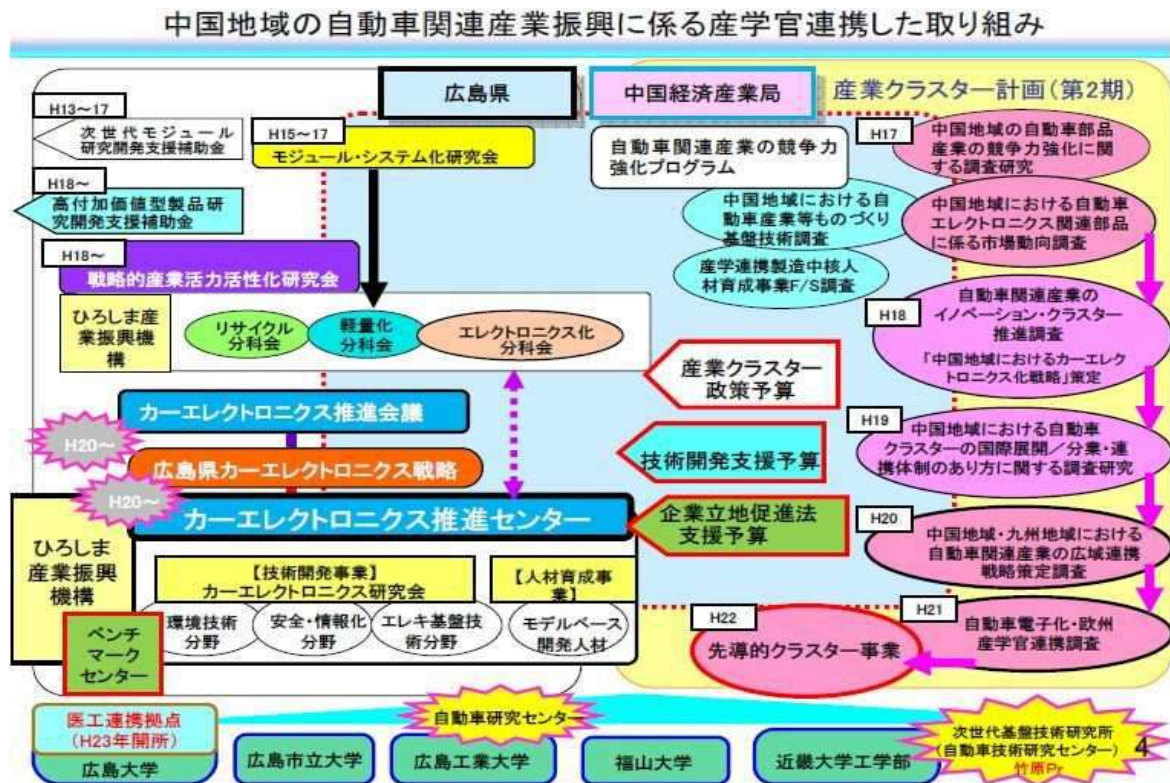 中国地域の自動車関連産業振興に係る産学官連携した取り組み
広島県
中国経済産業局
産業クラスター計画(第2期)
H13～17
次世代モジュール
研究開発支援補助金
H15～17
モジュール・システム化研究会
自動車関連産業の競争力
強化プログラム
H17
中国地域の自動車部品
産業の競争力強化に関
する調査研究
H18～
高付加価値型製品研
究開発支援補助金
中国地域における自
動車産業等ものづくり
基盤技術調査
中国地域における自動車
エレクトロニクス関連部品
に係る市場動向調査
H18～
戦略的産業活力活性化研究会
産学連携製造中核人
材育成事業F/S調査
ひろしま産
業振興機
構
リサイクル
分科会
軽量化
分科会
エレクトロニクス化
分科会
H18
自動車関連産業の
イノベーション・クラスター
推進調査
「中国地域におけるカーエレク
トロニクス化戦略」策定
産業クラスター
政策予算
カーエレクトロニクス推進会議
H20～
広島県カーエレクトロニクス戦略
技術開発支援予算
H19
中国地域における自動車
クラスターの国際展開／分業・連
携体制のあり方に関する調査研究
H20～
カーエレクトロニクス推進センター
企業立地促進法
支援予算
H20
中国地域・九州地域における
自動車関連産業の広域連携
戦略策定調査
ひろしま
産業振興
機構
【技術開発事業】
カーエレクトロニクス研究会
【人材育成事
業】
環境技術
分野
安全・情報化
分野
エレキ基盤技
術分野
モデルベース
開発人材
ベンチ
マーク
センター
H22
先導的クラスター事業
H21
自動車電子化・欧州
産学官連携調査
医工連携拠点
(H23年開所)
広島大学
自動車研究センター
広島市立大学
広島工業大学
福山大学
近畿大学工学部
次世代基盤技術研究所
(自動車技術研究センター)
竹原Pr
4